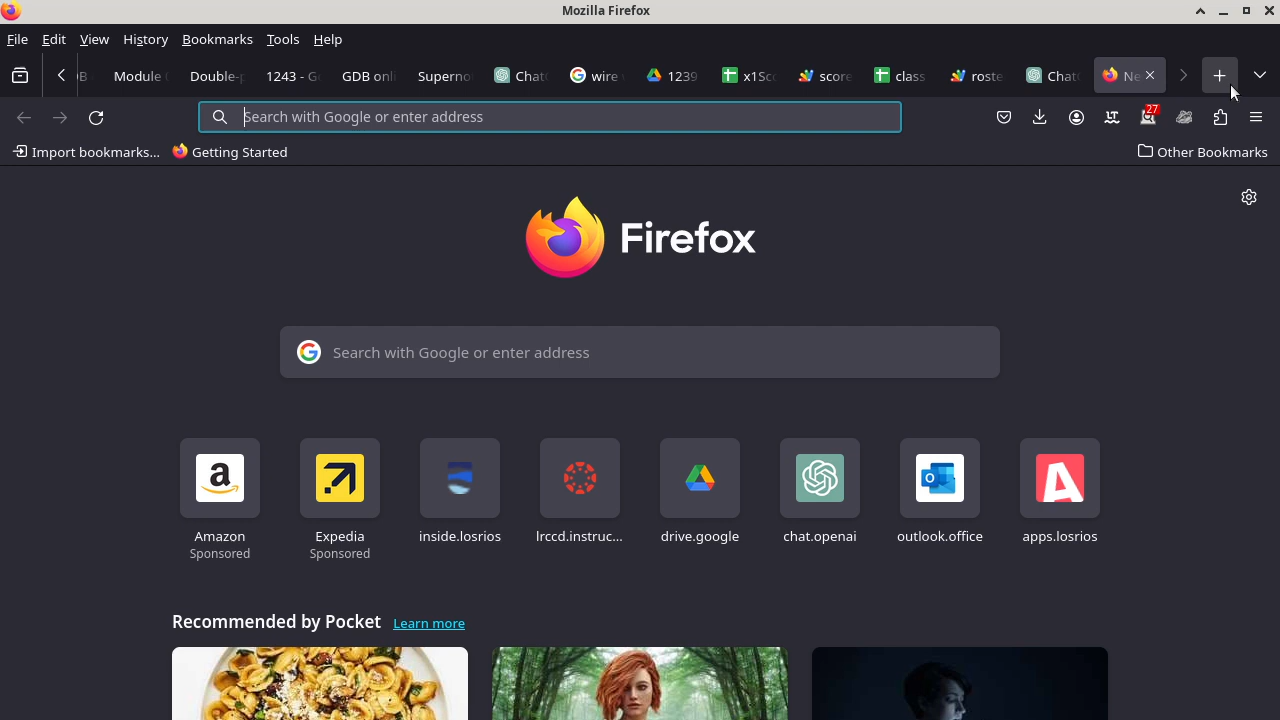 Mozilla Firefox
File Edit View History Bookmarks Tools Help
Module Double-p 1243 - G GDB onli Superno Chat wire 1239 x1Sc score class roste Chat Ne
Search with Google or enter address
27
Import bookmarks... Getting Started Other Bookmarks
Firefox
Search with Google or enter address
Amazon Expedia inside.losrios lrccd.instruc... drive.google chat.openai outlook.office apps.losrios
Sponsored Sponsored
Recommended by Pocket Learn more